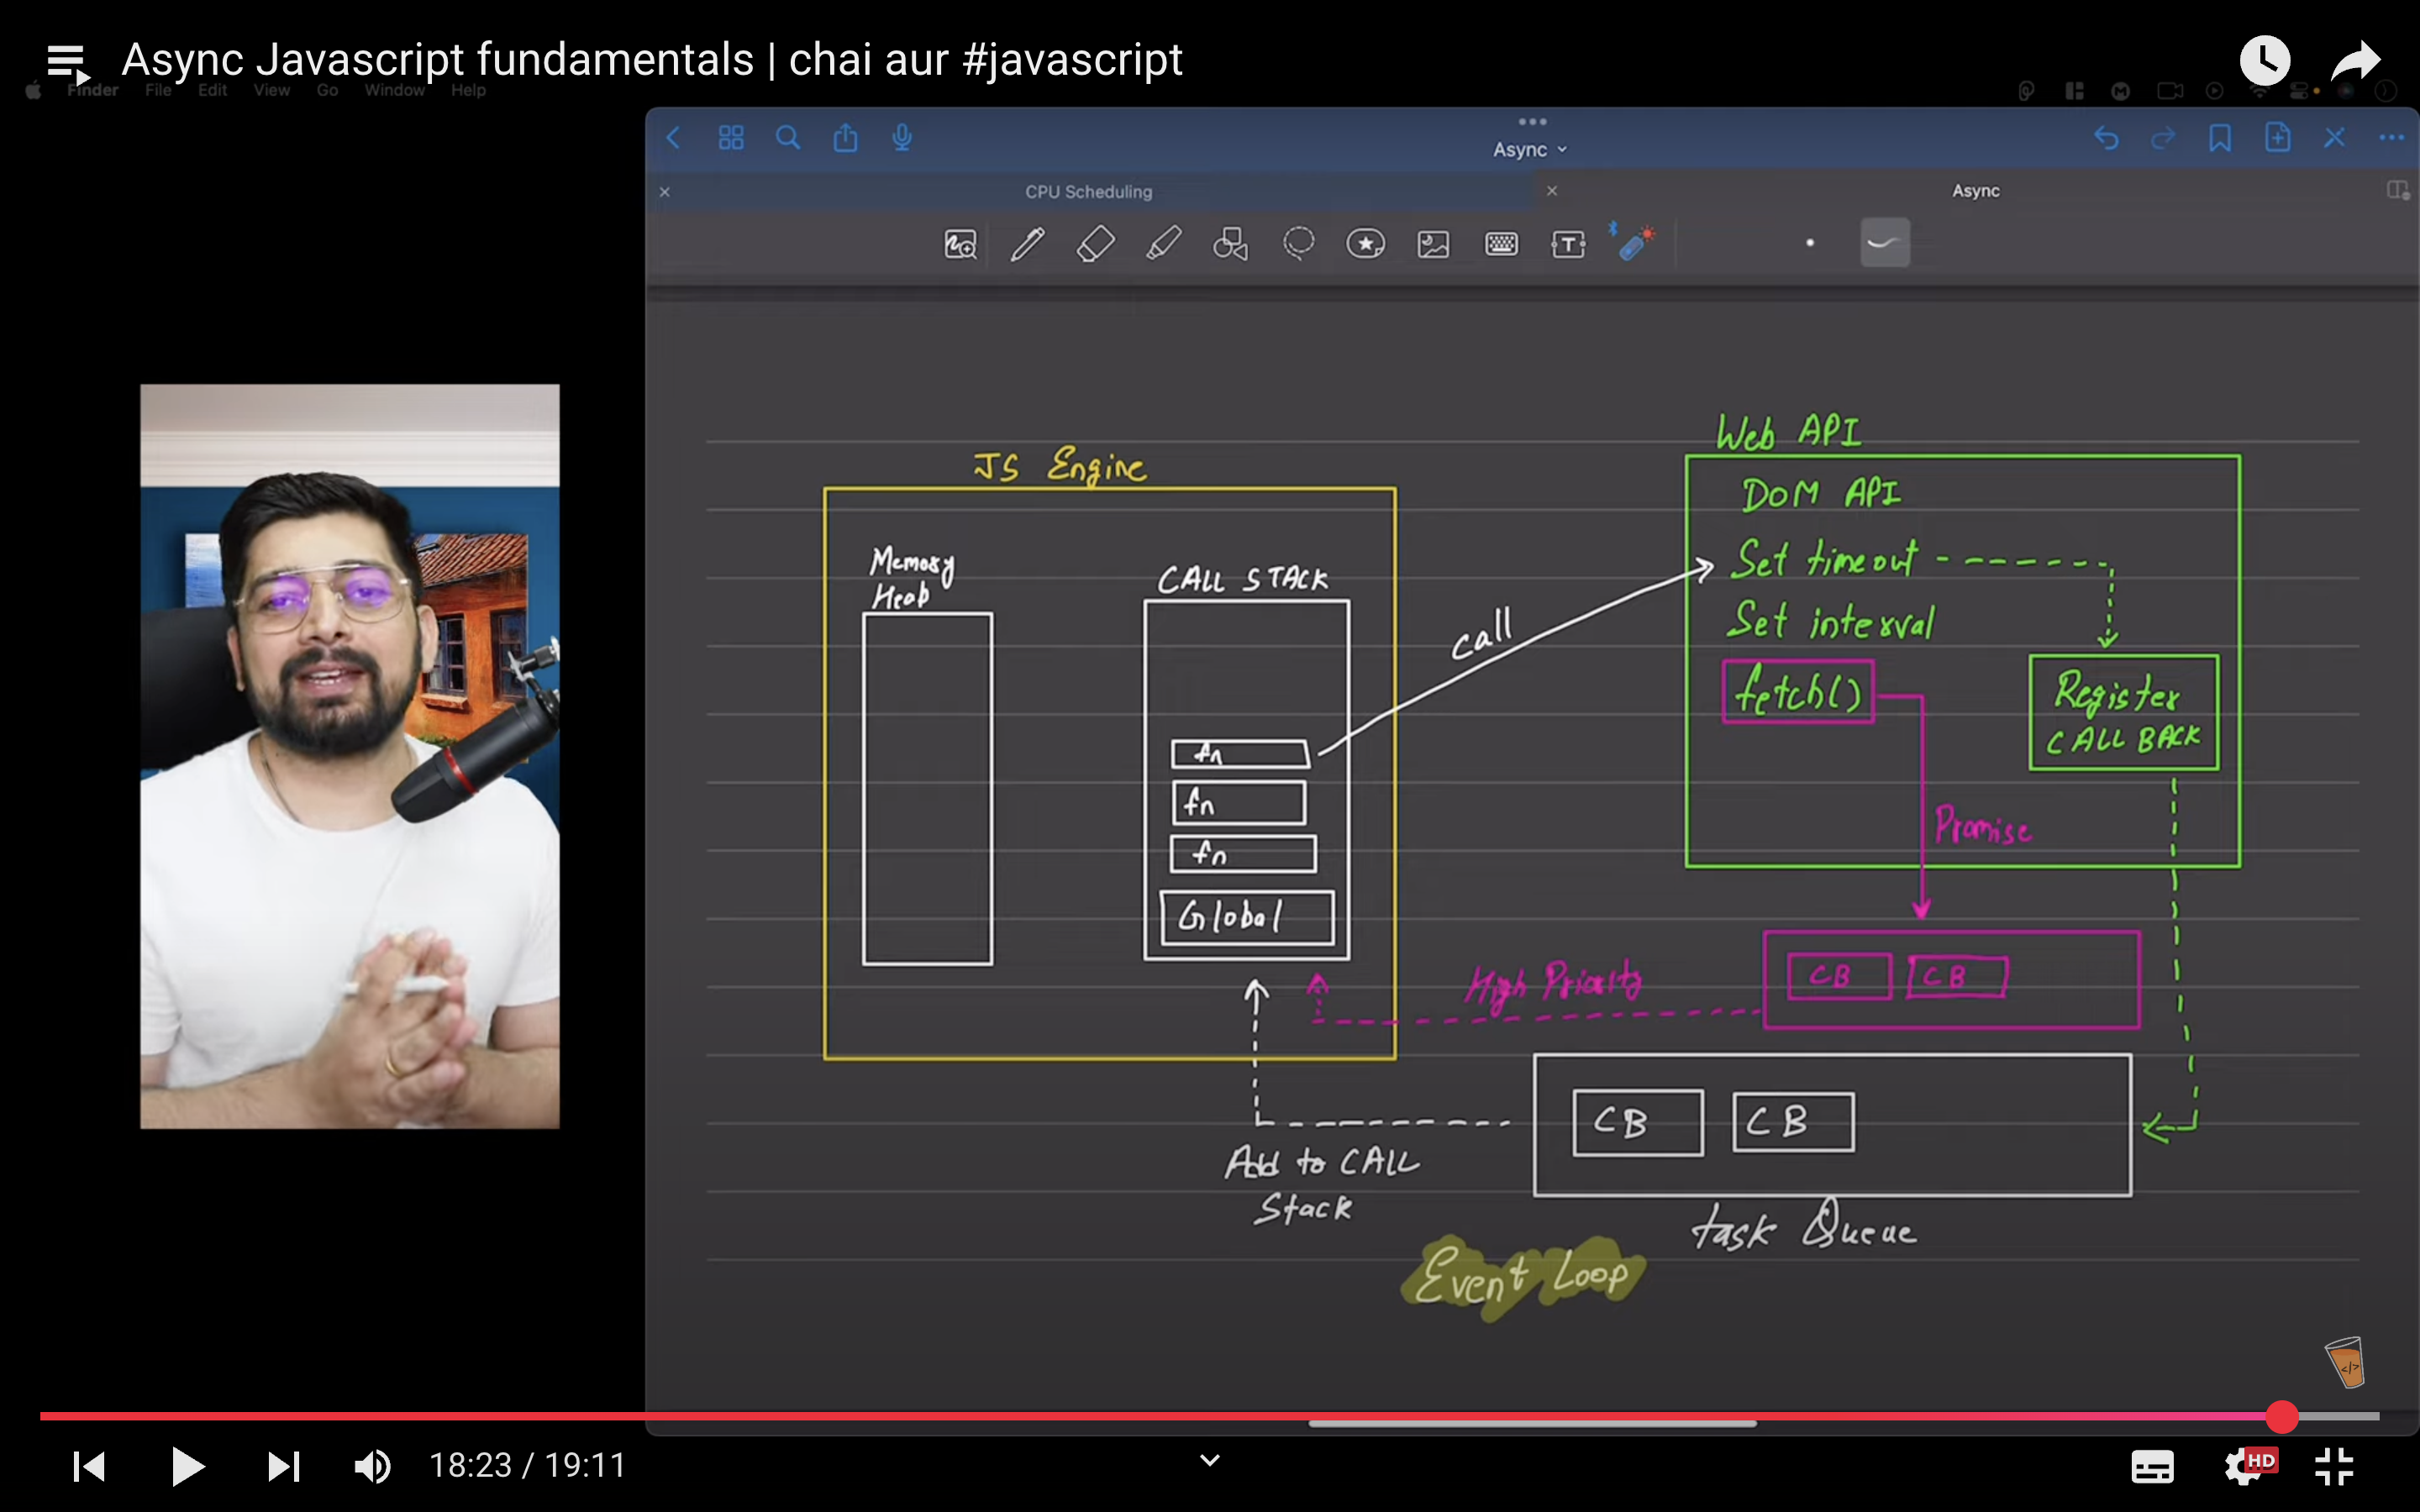 Async Javascript fundamentals | chai aur #javascript
Finder File Edit View Go Window Help
Async
CPU Scheduling
Async
T
Web API
JS Engine
DOM API
Memory
Heap
CALL STACK
Set timeout
call
Set interval
fetch()
Register
CALL BACK
fn
fn
fn
Promise
Global
High Priority
CB CB
CB CB
Add to CALL
Stack
Task Queue
Event Loop
</>
18:23 / 19:11
HD